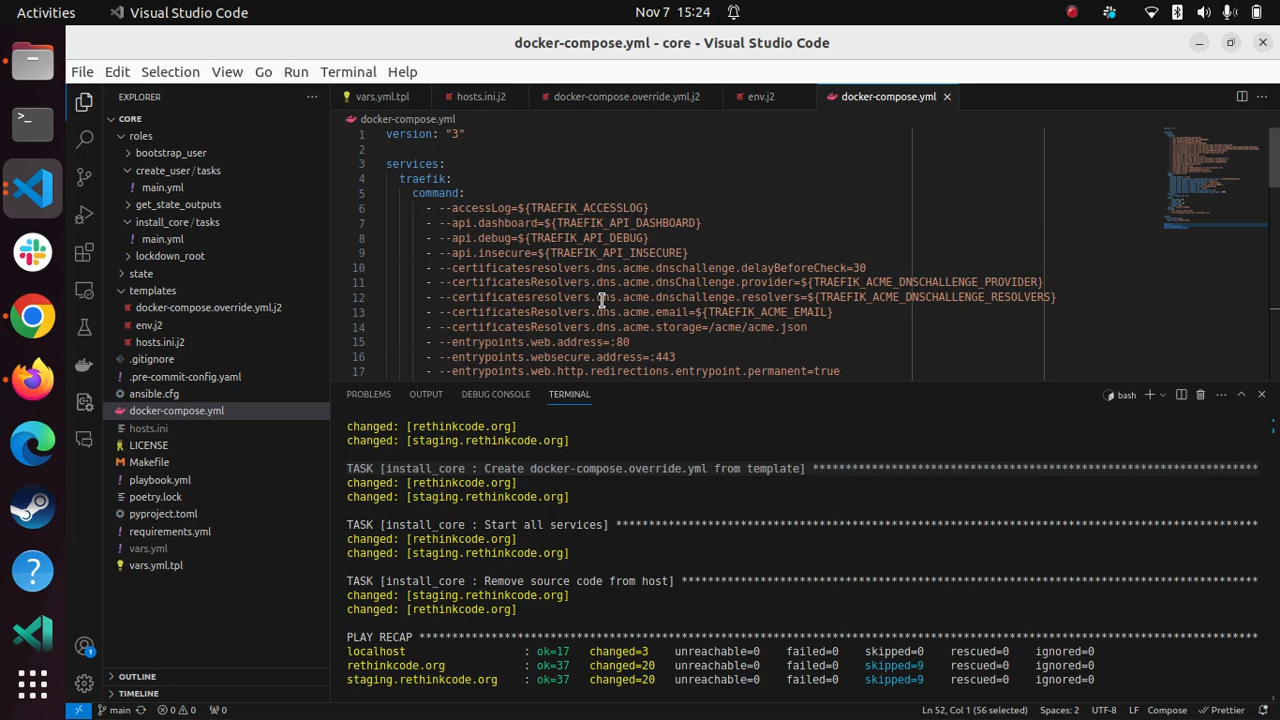 Activities
Visual Studio Code
Nov 7 15:24
docker-compose.yml - core - Visual Studio Code
File Edit Selection View Go Run Terminal Help
EXPLORER
CORE
roles
bootstrap_user
create_user / tasks
main.yml
get_state_outputs
install_core / tasks
main.yml
lockdown_root
state
templates
docker-compose.override.yml.j2
env.j2
hosts.ini.j2
.gitignore
.pre-commit-config.yaml
ansible.cfg
docker-compose.yml
hosts.ini
LICENSE
Makefile
playbook.yml
poetry.lock
pyproject.toml
requirements.yml
vars.yml
vars.yml.tpl
OUTLINE
TIMELINE
vars.yml.tpl hosts.ini.j2 docker-compose.override.yml.j2 env.j2 docker-compose.yml
docker-compose.yml
1 version: "3"
2
3 services:
4 traefik:
5 command:
6 - --accessLog=${TRAEFIK_ACCESSLOG}
7 - --api.dashboard=${TRAEFIK_API_DASHBOARD}
8 - --api.debug=${TRAEFIK_API_DEBUG}
9 - --api.insecure=${TRAEFIK_API_INSECURE}
10 - --certificatesresolvers.dns.acme.dnschallenge.delayBeforeCheck=30
11 - --certificatesresolvers.dns.acme.dnsChallenge.provider=${TRAEFIK_ACME_DNSCHALLENGE_PROVIDER}
12 - --certificatesresolvers.dns.acme.dnschallenge.resolvers=${TRAEFIK_ACME_DNSCHALLENGE_RESOLVERS}
13 - --certificatesResolvers.dns.acme.email=${TRAEFIK_ACME_EMAIL}
14 - --certificatesResolvers.dns.acme.storage=/acme/acme.json
15 - --entrypoints.web.address=:80
16 - --entrypoints.websecure.address=:443
17 - --entrypoints.web.http.redirections.entrypoint.permanent=true
PROBLEMS OUTPUT DEBUG CONSOLE TERMINAL
bash
changed: [rethinkcode.org]
changed: [staging.rethinkcode.org]
TASK [install_core : Create docker-compose.override.yml from template] ******************************************************************
changed: [rethinkcode.org]
changed: [staging.rethinkcode.org]
TASK [install_core : Start all services] ************************************************************************************************
changed: [rethinkcode.org]
changed: [staging.rethinkcode.org]
TASK [install_core : Remove source code from host] **************************************************************************************
changed: [staging.rethinkcode.org]
changed: [rethinkcode.org]
PLAY RECAP ******************************************************************************************************************************
localhost : ok=17 changed=3 unreachable=0 failed=0 skipped=0 rescued=0 ignored=0
rethinkcode.org : ok=37 changed=20 unreachable=0 failed=0 skipped=9 rescued=0 ignored=0
staging.rethinkcode.org : ok=37 changed=20 unreachable=0 failed=0 skipped=9 rescued=0 ignored=0
1
main 0 0 0
Ln 52, Col 1 (56 selected) Spaces: 2 UTF-8 LF Compose Prettier